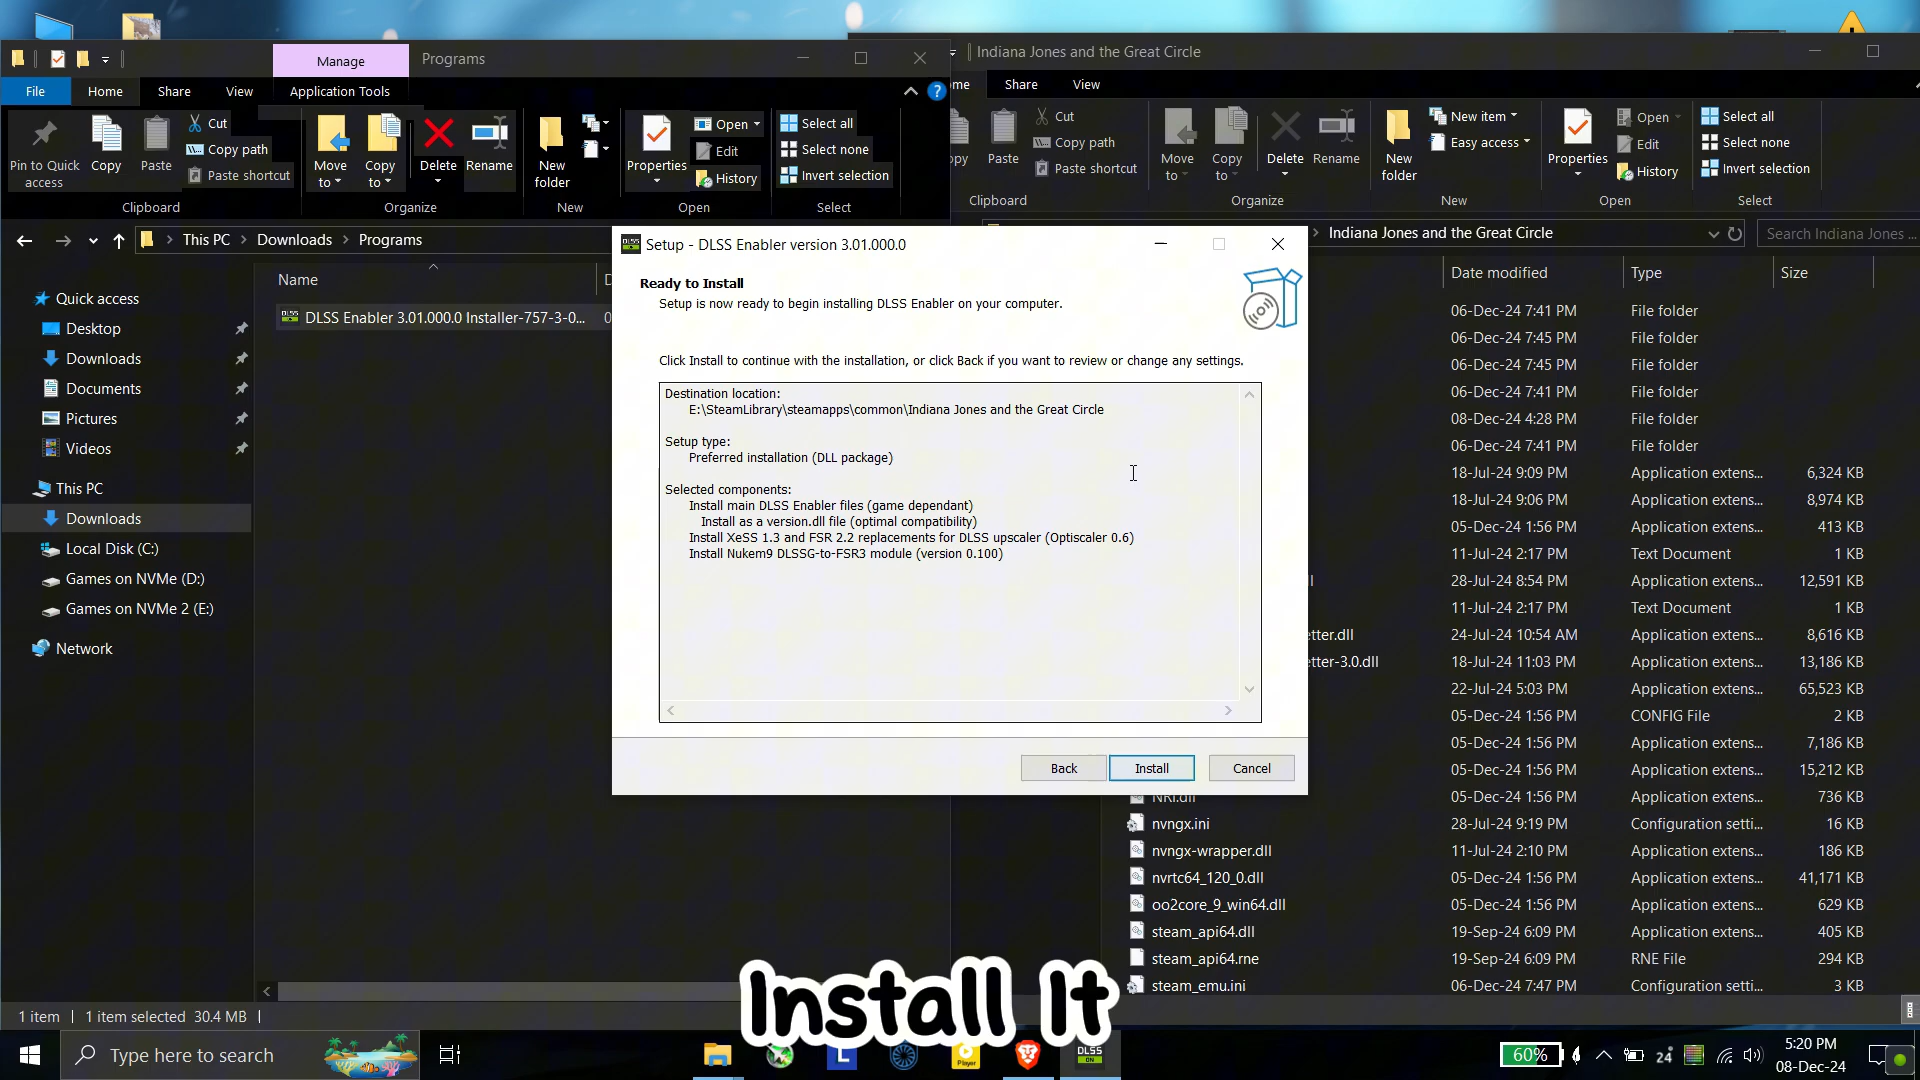 Manage
Programs
File
Home
Share
View
Application Tools
Pin to Quick
access
Copy
Paste
Cut
Copy path
Paste shortcut
Clipboard
Move
to
Copy
to
Delete
Rename
Organize
New
folder
New
Properties
Open
Edit
History
Open
Select all
Select none
Invert selection
Select
This PC
Downloads
Programs
Name
DLSS Enabler 3.01.000.0 Installer-757-3-0...
Quick access
Desktop
Downloads
Documents
Pictures
Videos
This PC
Downloads
Local Disk (C:)
Games on NVMe (D:)
Games on NVMe 2 (E:)
Network
1 item
1 item selected 30.4 MB
Indiana Jones and the Great Circle
Share
View
Paste
Cut
Copy path
Paste shortcut
Clipboard
Move
to
Copy
to
Delete
Rename
Organize
New
folder
New item
Easy access
New
Properties
Open
Edit
History
Open
Select all
Select none
Invert selection
Select
Indiana Jones and the Great Circle
Search Indiana Jones ...
Date modified Type Size
06-Dec-24 7:41 PM File folder
06-Dec-24 7:45 PM File folder
06-Dec-24 7:45 PM File folder
06-Dec-24 7:41 PM File folder
08-Dec-24 4:28 PM File folder
06-Dec-24 7:41 PM File folder
18-Jul-24 9:09 PM Application extens... 6,324 KB
18-Jul-24 9:06 PM Application extens... 8,974 KB
05-Dec-24 1:56 PM Application extens... 413 KB
11-Jul-24 2:17 PM Text Document 1 KB
28-Jul-24 8:54 PM Application extens... 12,591 KB
11-Jul-24 2:17 PM Text Document 1 KB
etter.dll 24-Jul-24 10:54 AM Application extens... 8,616 KB
etter-3.0.dll 18-Jul-24 11:03 PM Application extens... 13,186 KB
22-Jul-24 5:03 PM Application extens... 65,523 KB
05-Dec-24 1:56 PM CONFIG File 2 KB
05-Dec-24 1:56 PM Application extens... 7,186 KB
05-Dec-24 1:56 PM Application extens... 15,212 KB
NRI.dll 05-Dec-24 1:56 PM Application extens... 736 KB
nvngx.ini 28-Jul-24 9:19 PM Configuration setti... 16 KB
nvngx-wrapper.dll 11-Jul-24 2:10 PM Application extens... 186 KB
nvrtc64_120_0.dll 05-Dec-24 1:56 PM Application extens... 41,171 KB
oo2core_9_win64.dll 05-Dec-24 1:56 PM Application extens... 629 KB
steam_api64.dll 19-Sep-24 6:09 PM Application extens... 405 KB
steam_api64.rne 19-Sep-24 6:09 PM RNE File 294 KB
steam_emu.ini 06-Dec-24 7:47 PM Configuration setti... 3 KB
Setup - DLSS Enabler version 3.01.000.0
Ready to Install
Setup is now ready to begin installing DLSS Enabler on your computer.
Click Install to continue with the installation, or click Back if you want to review or change any settings.
Destination location:
E:\SteamLibrary\steamapps\common\Indiana Jones and the Great Circle
Setup type:
Preferred installation (DLL package)
Selected components:
Install main DLSS Enabler files (game dependant)
Install as a version.dll file (optimal compatibility)
Install XeSS 1.3 and FSR 2.2 replacements for DLSS upscaler (Optiscaler 0.6)
Install Nukem9 DLSSG-to-FSR3 module (version 0.100)
Back
Install
Cancel
Install It
Type here to search
L
Player
DLSS
ON
60%
24
5:20 PM
08-Dec-24